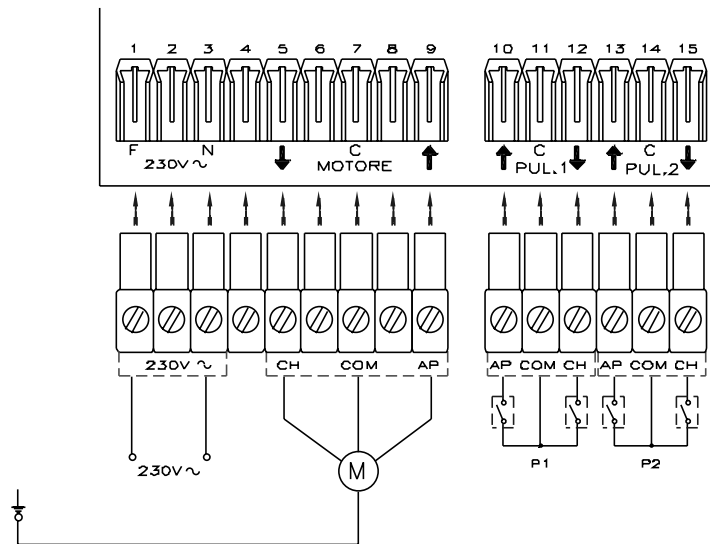 1 2 3 4 5 6 7 8 9 10 11 12 13 14 15
F N C C C
230V~ MOTORE PUL.1 PUL.2
230V ~ CH COM AP AP COM CH AP COM CH
230V~ M P1 P2